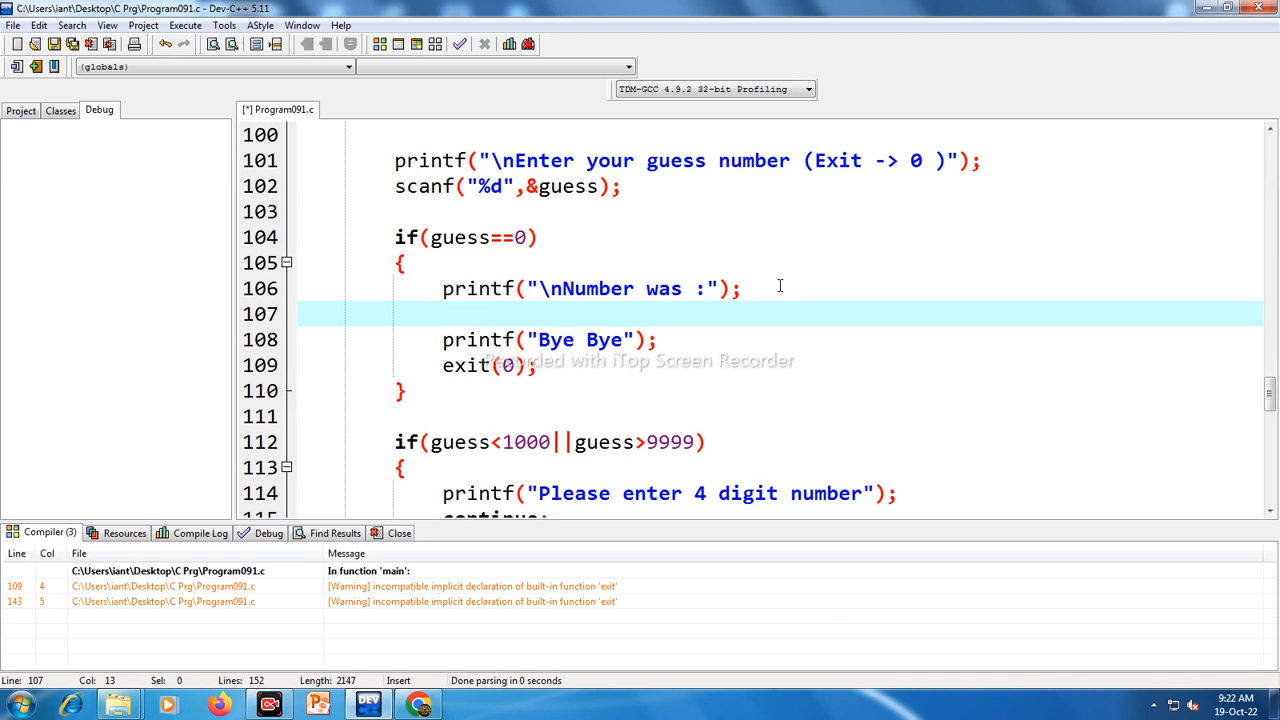 C:\Users\iant\Desktop\C Prg\Program091.c - Dev-C++ 5.11
File Edit Search View Project Execute Tools AStyle Window Help
(globals)
TDM-GCC 4.9.2 32-bit Profiling
Project Classes Debug [*] Program091.c
100
101 printf("\nEnter your guess number (Exit -> 0 )");
102 scanf("%d",&guess);
103
104 if(guess==0)
105 {
106 printf("\nNumber was :");
107
108 printf("Bye Bye");
Recorded with iTop Screen Recorder
109 exit(0);
110 }
111
112 if(guess<1000||guess>9999)
113 {
114 printf("Please enter 4 digit number");
115 continue;
Compiler (3) Resources Compile Log Debug Find Results Close
Line Col File Message
C:\Users\iant\Desktop\C Prg\Program091.c In function 'main':
109 4 C:\Users\iant\Desktop\C Prg\Program091.c [Warning] incompatible implicit declaration of built-in function 'exit'
143 5 C:\Users\iant\Desktop\C Prg\Program091.c [Warning] incompatible implicit declaration of built-in function 'exit'
Line: 107 Col: 13 Sel: 0 Lines: 152 Length: 2147 Insert Done parsing in 0 seconds
DEV
9:22 AM
19-Oct-22